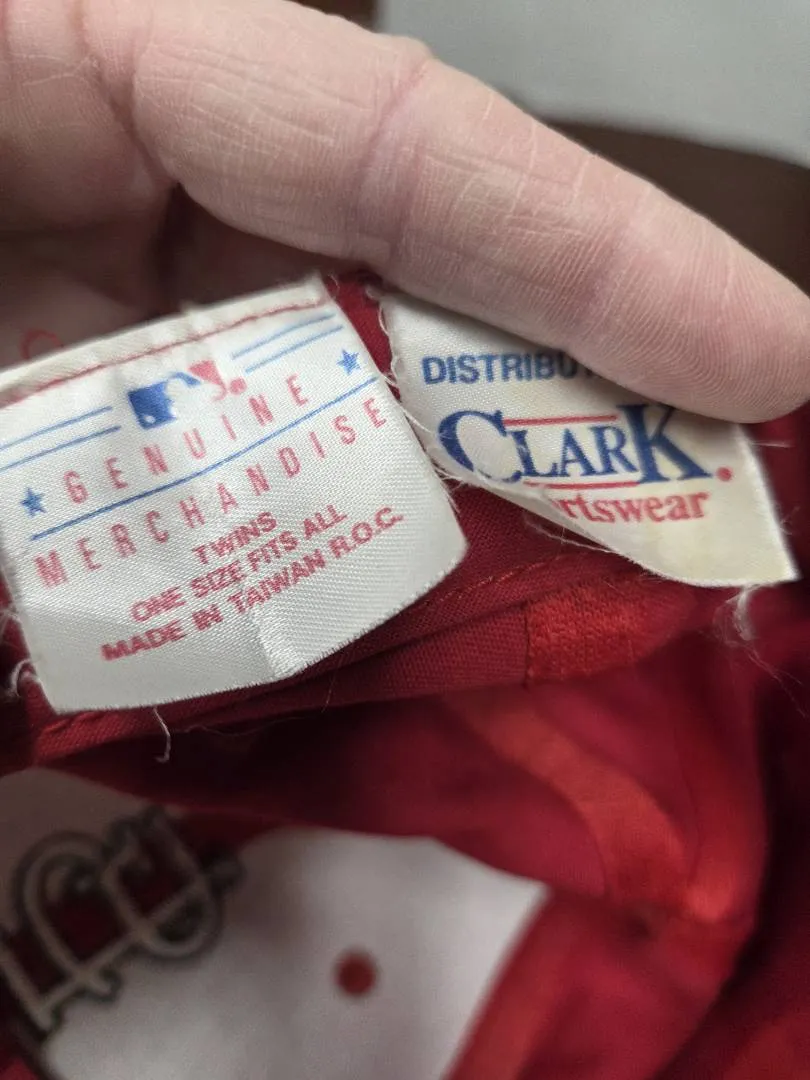 GENUINE
MERCHANDISE
TWINS
ONE SIZE FITS ALL
MADE IN TAIWAN R.O.C.
CLARK